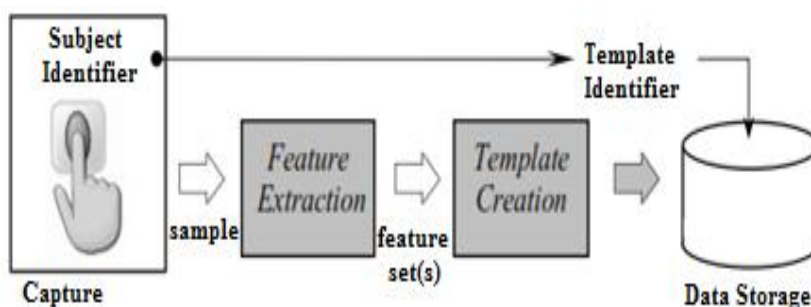 Subject
Identifier
Template
Identifier
Feature
Extraction
Template
Creation
sample
feature
set(s)
Capture
Data Storage